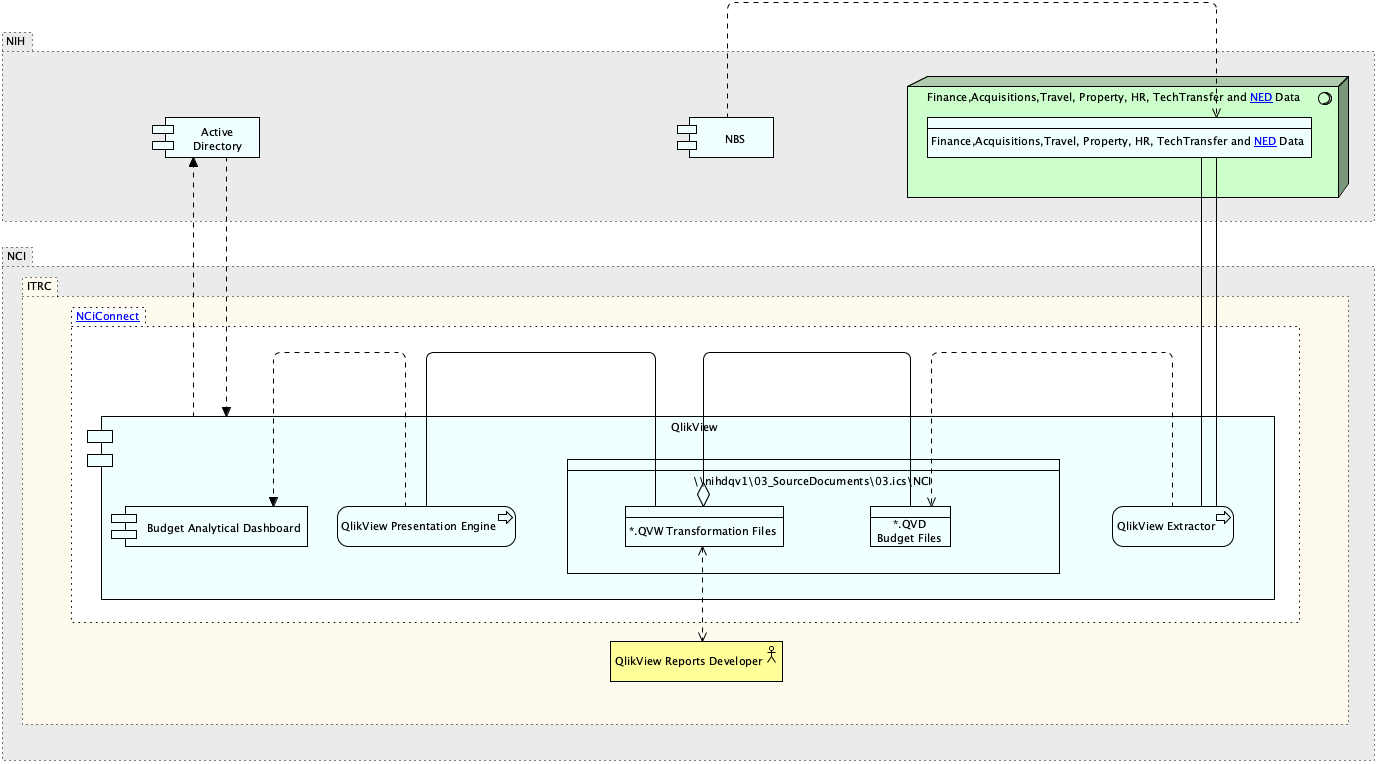 NIH
Finance,Acquisitions,Travel, Property, HR, TechTransfer and NED Data
Active
Directory
NBS
Finance,Acquisitions,Travel, Property, HR, TechTransfer and NED Data
NCI
ITRC
NCiConnect
QlikView
\\nihdqv1\03_SourceDocuments\03.ics\NCI
Budget Analytical Dashboard
QlikView Presentation Engine
*.QVW Transformation Files
*.QVD
Budget Files
QlikView Extractor
QlikView Reports Developer